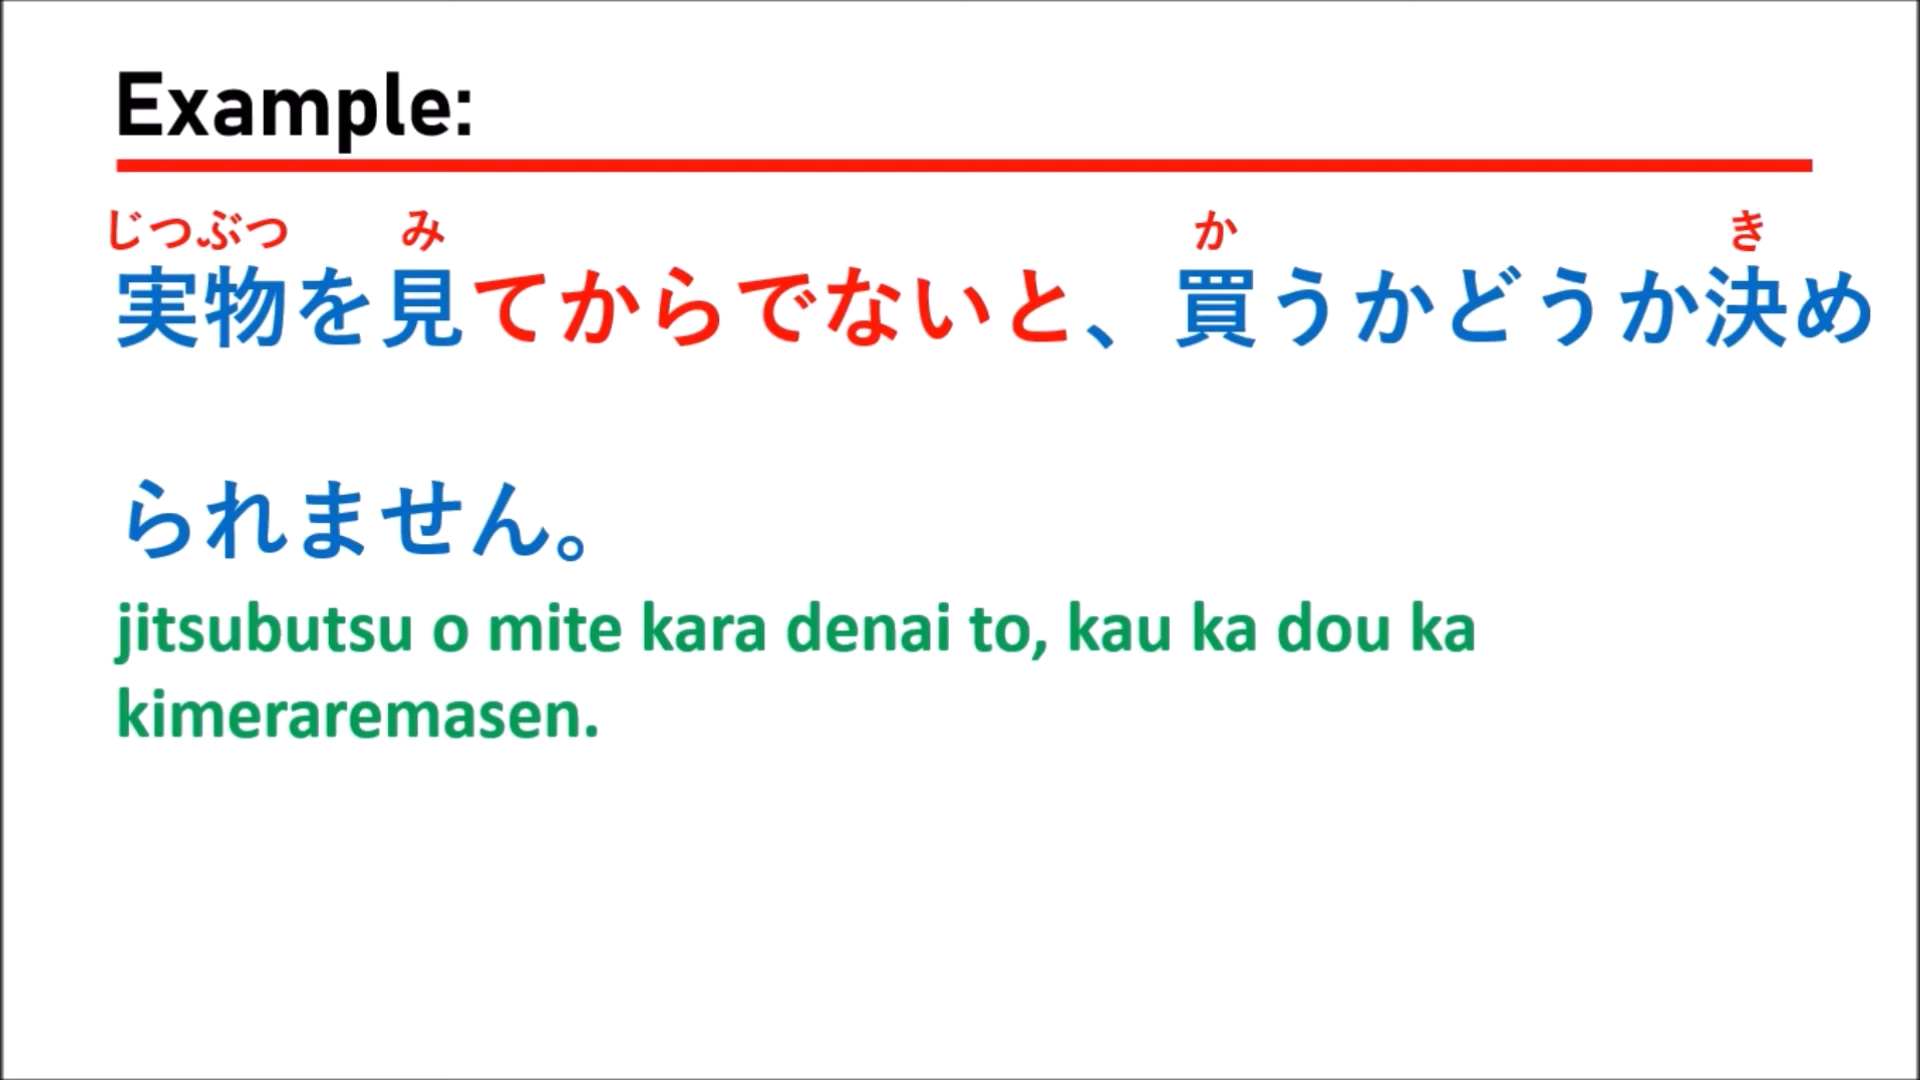 Example:
じつぶつ み か き
実物を見てからでないと、買うかどうか決め
られません。
jitsubutsu o mite kara denai to, kau ka dou ka
kimeraremasen.